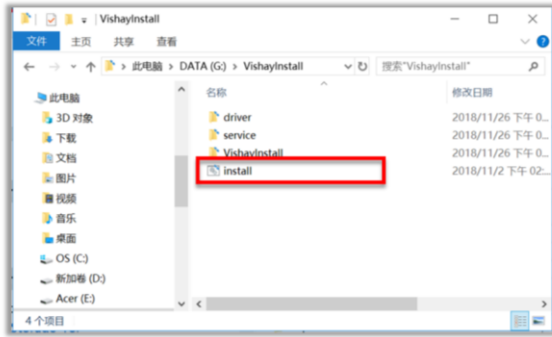 VishayInstall
文件 主页 共享 查看
此电脑 > DATA (G:) > VishayInstall
搜索"VishayInstall"
名称 修改日期
此电脑
3D 对象
下载
文档
图片
视频
音乐
桌面
OS (C:)
新加卷 (D:)
Acer (E:)
driver 2018/11/26 下午 0...
service 2018/11/26 下午 0...
VishayInstall 2018/11/26 下午 0...
install 2018/11/2 下午 02:...
4 个项目